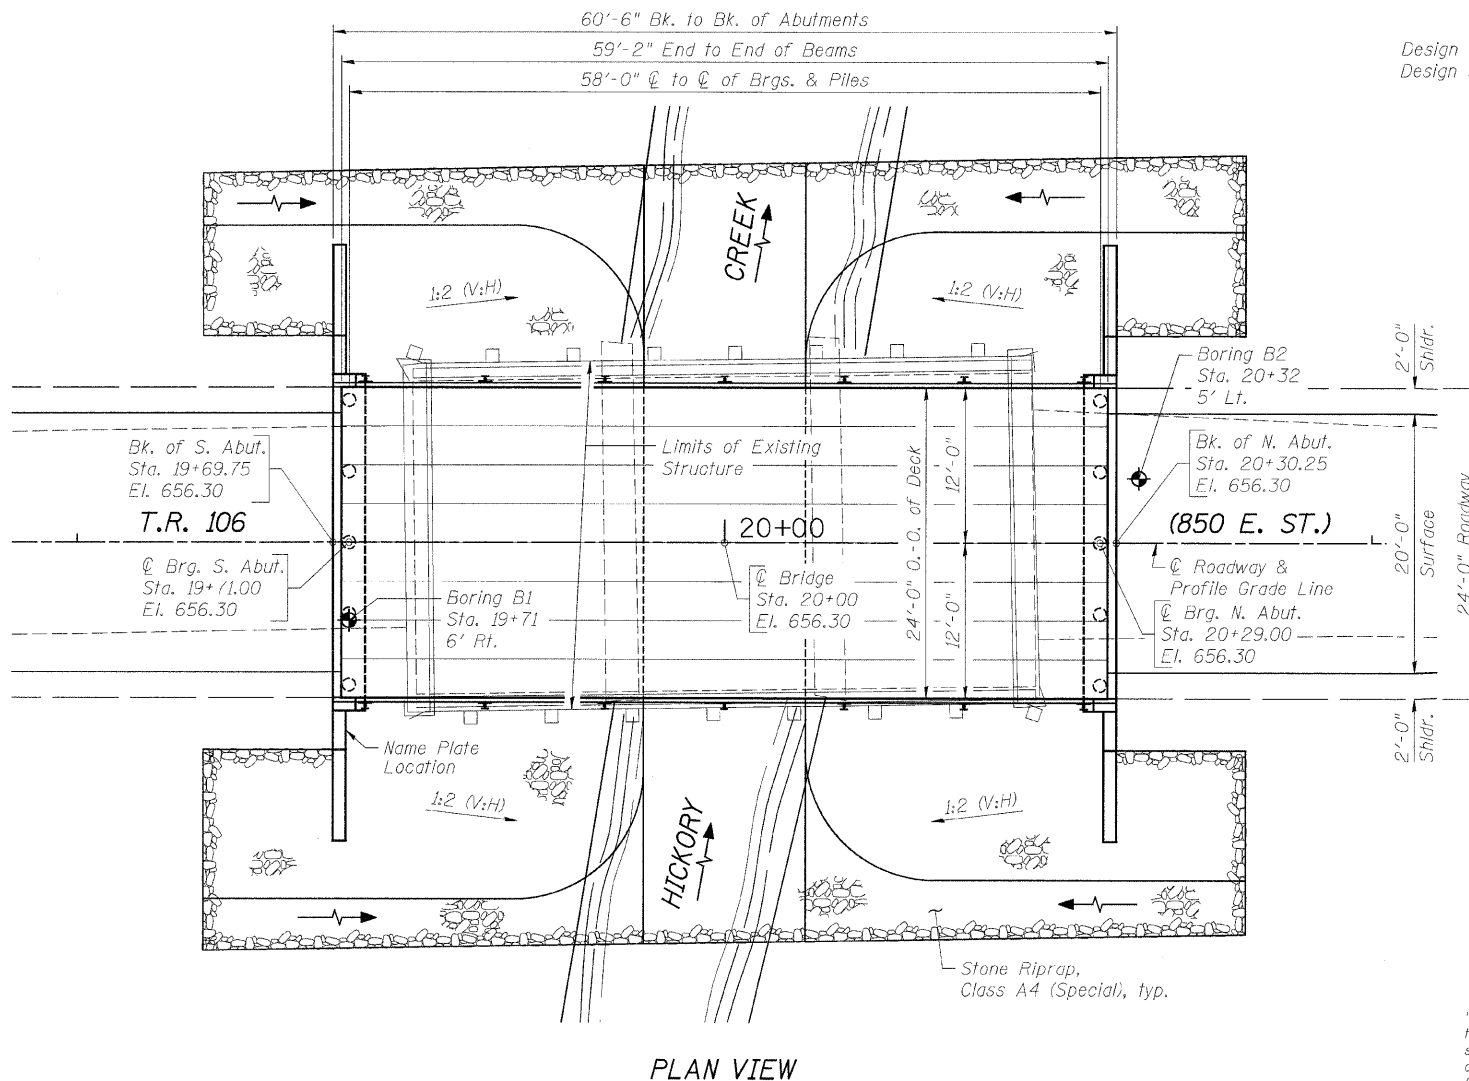 60'-6" Bk. to Bk. of Abutments
59'-2" End to End of Beams
58'-0" ℄ to ℄ of Brgs. & Piles
Design
Design
CREEK
1:2 (V:H)
1:2 (V:H)
2'-0"
Shldr.
Boring B2
Sta. 20+32
5' Lt.
Bk. of S. Abut.
Sta. 19+69.75
El. 656.30
Limits of Existing
Structure
24'-0" O.-O. of Deck
12'-0"
12'-0"
Bk. of N. Abut.
Sta. 20+30.25
El. 656.30
T.R. 106
20+00
(850 E. ST.)
20'-0"
Surface
24'-0" Roadway
℄ Brg. S. Abut.
Sta. 19+71.00
El. 656.30
Boring B1
Sta. 19+71
6' Rt.
℄ Bridge
Sta. 20+00
El. 656.30
℄ Roadway &
Profile Grade Line
℄ Brg. N. Abut.
Sta. 20+29.00
El. 656.30
2'-0"
Shldr.
Name Plate
Location
1:2 (V:H)
1:2 (V:H)
HICKORY
Stone Riprap,
Class A4 (Special), typ.
PLAN VIEW